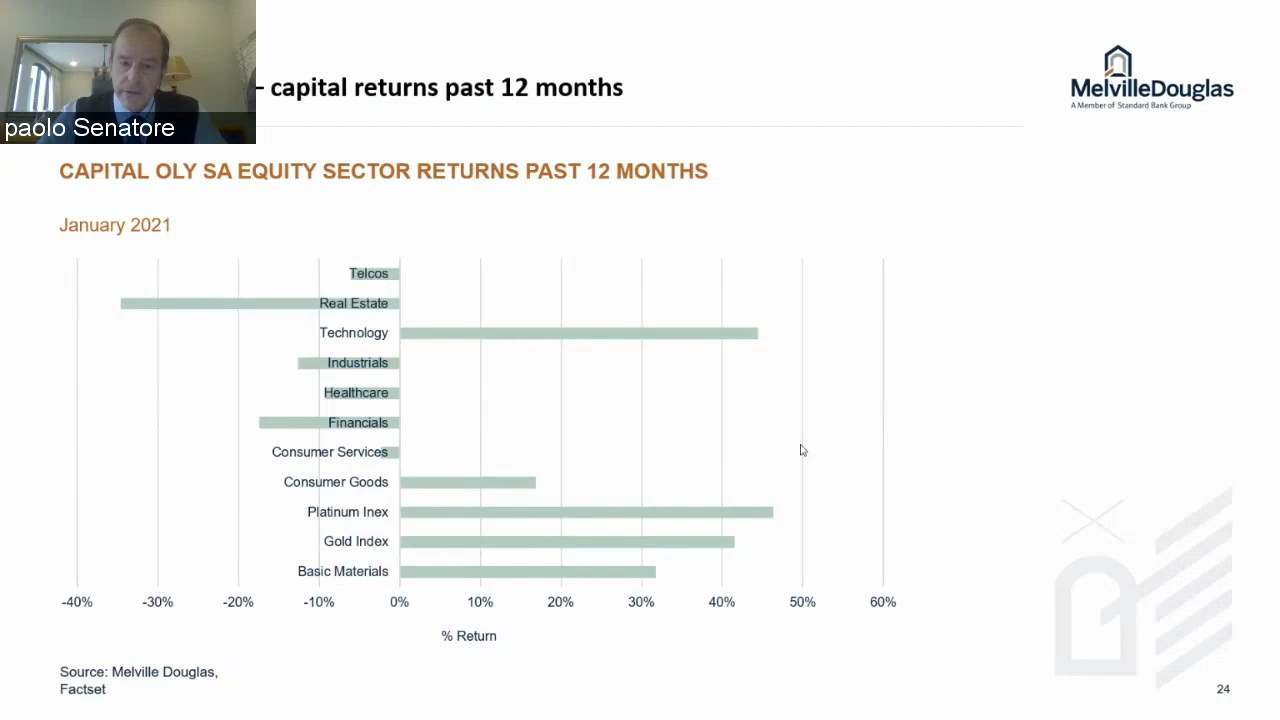 – capital returns past 12 months
MelvilleDouglas
A Member of Standard Bank Group
paolo Senatore
CAPITAL OLY SA EQUITY SECTOR RETURNS PAST 12 MONTHS
January 2021
Telcos
Real Estate
Technology
Industrials
Healthcare
Financials
Consumer Services
Consumer Goods
Platinum Inex
Gold Index
Basic Materials
-40% -30% -20% -10% 0% 10% 20% 30% 40% 50% 60%
% Return
Source: Melville Douglas,
Factset
24